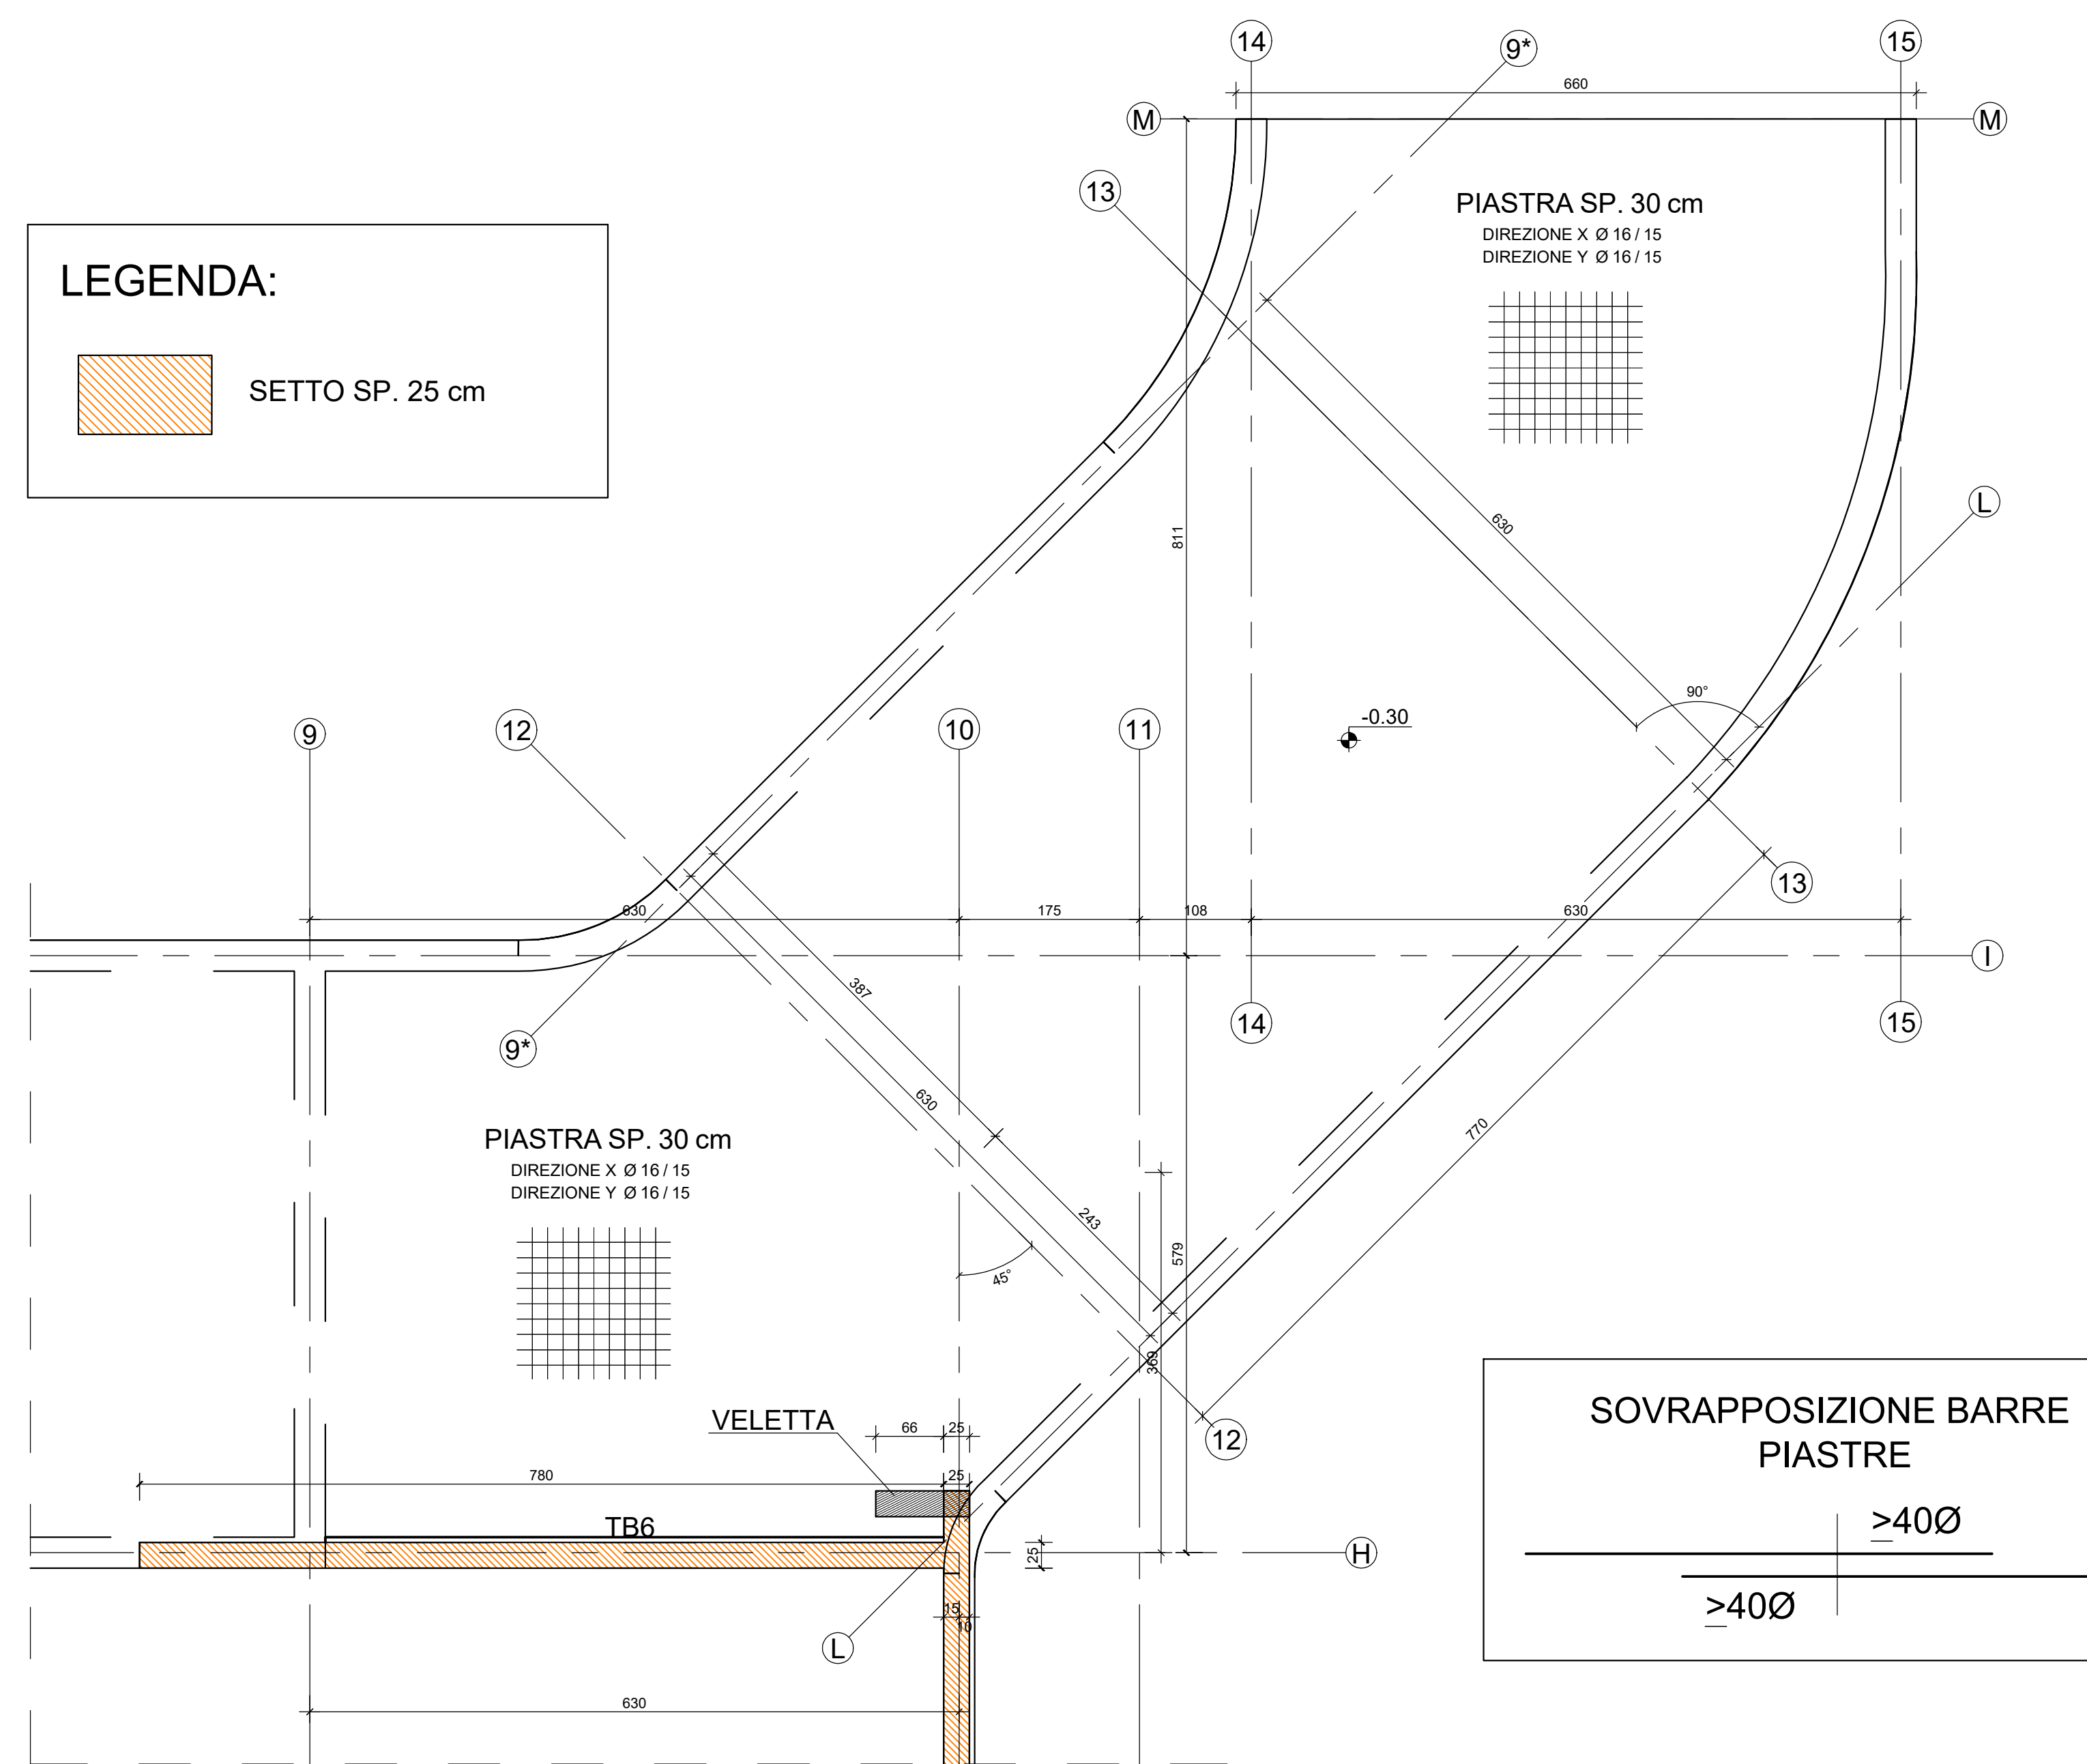 14
9*
15
660
M
M
13
PIASTRA SP. 30 cm
DIREZIONE X Ø 16 / 15
DIREZIONE Y Ø 16 / 15
LEGENDA:
SETTO SP. 25 cm
630
811
L
90°
-0.30
9
12
10
11
13
630
175
108
630
I
387
14
15
9*
630
770
PIASTRA SP. 30 cm
DIREZIONE X Ø 16 / 15
DIREZIONE Y Ø 16 / 15
243
579
45°
369
VELETTA
66
25
12
780
25
TB6
25
H
15
10
L
630
SOVRAPPOSIZIONE BARRE
PIASTRE
≥40Ø
≥40Ø